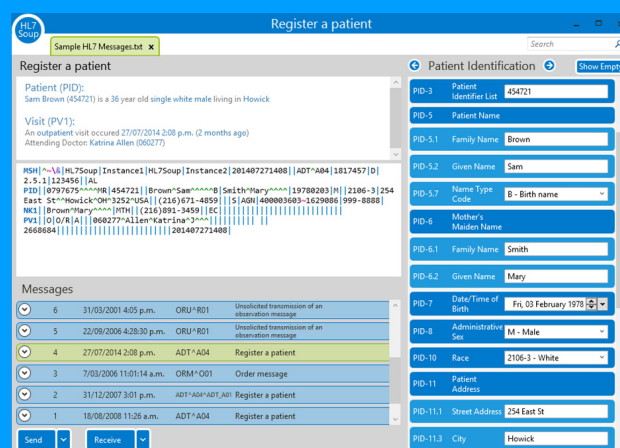 HL7
Soup
Register a patient
Sample HL7 Messages.txt x
Search
Register a patient
Patient (PID):
Sam Brown (454721) is a 36 year old single white male living in Howick
Visit (PV1):
An outpatient visit occured 27/07/2014 2:08 p.m. (2 months ago)
Attending Doctor: Katrina Allen (060277)
MSH|^~\&|HL7Soup|Instance1|HL7Soup|Instance2|201407271408||ADT^A04|1817457|D|
2.5.1|123456||AL
PID||0797675^^^^MR|454721||Brown^Sam^^^^^B|Smith^Mary^^^^|19780203|M||2106-3|254
East St^^Howick^OH^3252^USA||(216)671-4859|||S|AGN|400003603~1629086|999-8888|
NK1||Brown^Mary^^^^|MTH||(216)891-3459||EC|||||||||||||||||||||||||||
PV1||O|O/R|A|||060277^Allen^Katrina^J^^^||||||||||| ||
2668684|||||||||||||||||||||||||201407271408|
Messages
6 31/03/2001 4:05 p.m. ORU^R01 Unsolicited transmission of an
observation message
5 22/09/2006 4:28:30 p.m. ORU^R01 Unsolicited transmission of an
observation message
4 27/07/2014 2:08 p.m. ADT^A04 Register a patient
3 7/03/2006 11:01:14 a.m. ORM^O01 Order message
2 31/12/2007 3:01 p.m. ADT^A04^ADT_A01 Register a patient
1 18/08/2008 11:26 a.m. ADT^A04 Register a patient
Send
Receive
Patient Identification
Show Empty
PID-3 Patient
Identifier List 454721
PID-5 Patient Name
PID-5.1 Family Name Brown
PID-5.2 Given Name Sam
PID-5.7 Name Type
Code B - Birth name
PID-6 Mother's
Maiden Name
PID-6.1 Family Name Smith
PID-6.2 Given Name Mary
PID-7 Date/Time of
Birth Fri, 03 February 1978
PID-8 Administrative
Sex M - Male
PID-10 Race 2106-3 - White
PID-11 Patient
Address
PID-11.1 Street Address 254 East St
PID-11.3 City Howick